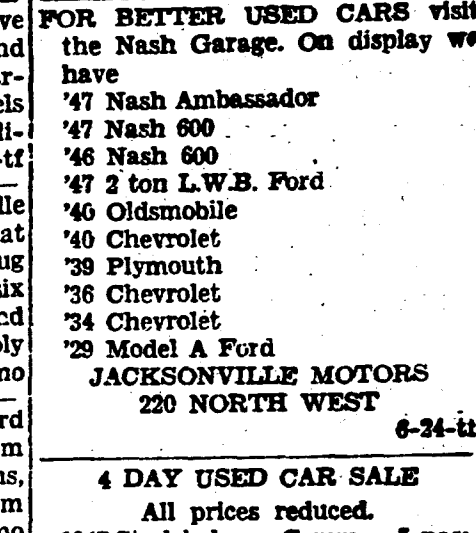 FOR BETTER USED CARS visit
the Nash Garage. On display we
have
'47 Nash Ambassador
'47 Nash 600
'46 Nash 600
'47 2 ton L.W.B. Ford
'40 Oldsmobile
'40 Chevrolet
'39 Plymouth
'36 Chevrolet
'34 Chevrolet
'29 Model A Ford
JACKSONVILLE MOTORS
220 NORTH WEST
6-24-tf
4 DAY USED CAR SALE
All prices reduced.